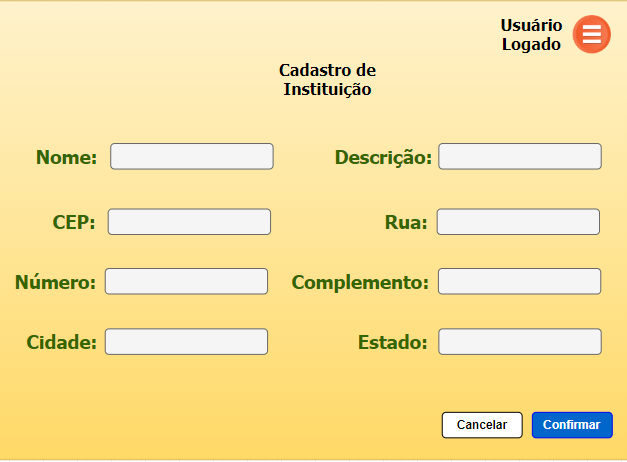 Usuário
Logado
Cadastro de
Instituição
Nome:
Descrição:
CEP:
Rua:
Número:
Complemento:
Cidade:
Estado:
Cancelar
Confirmar